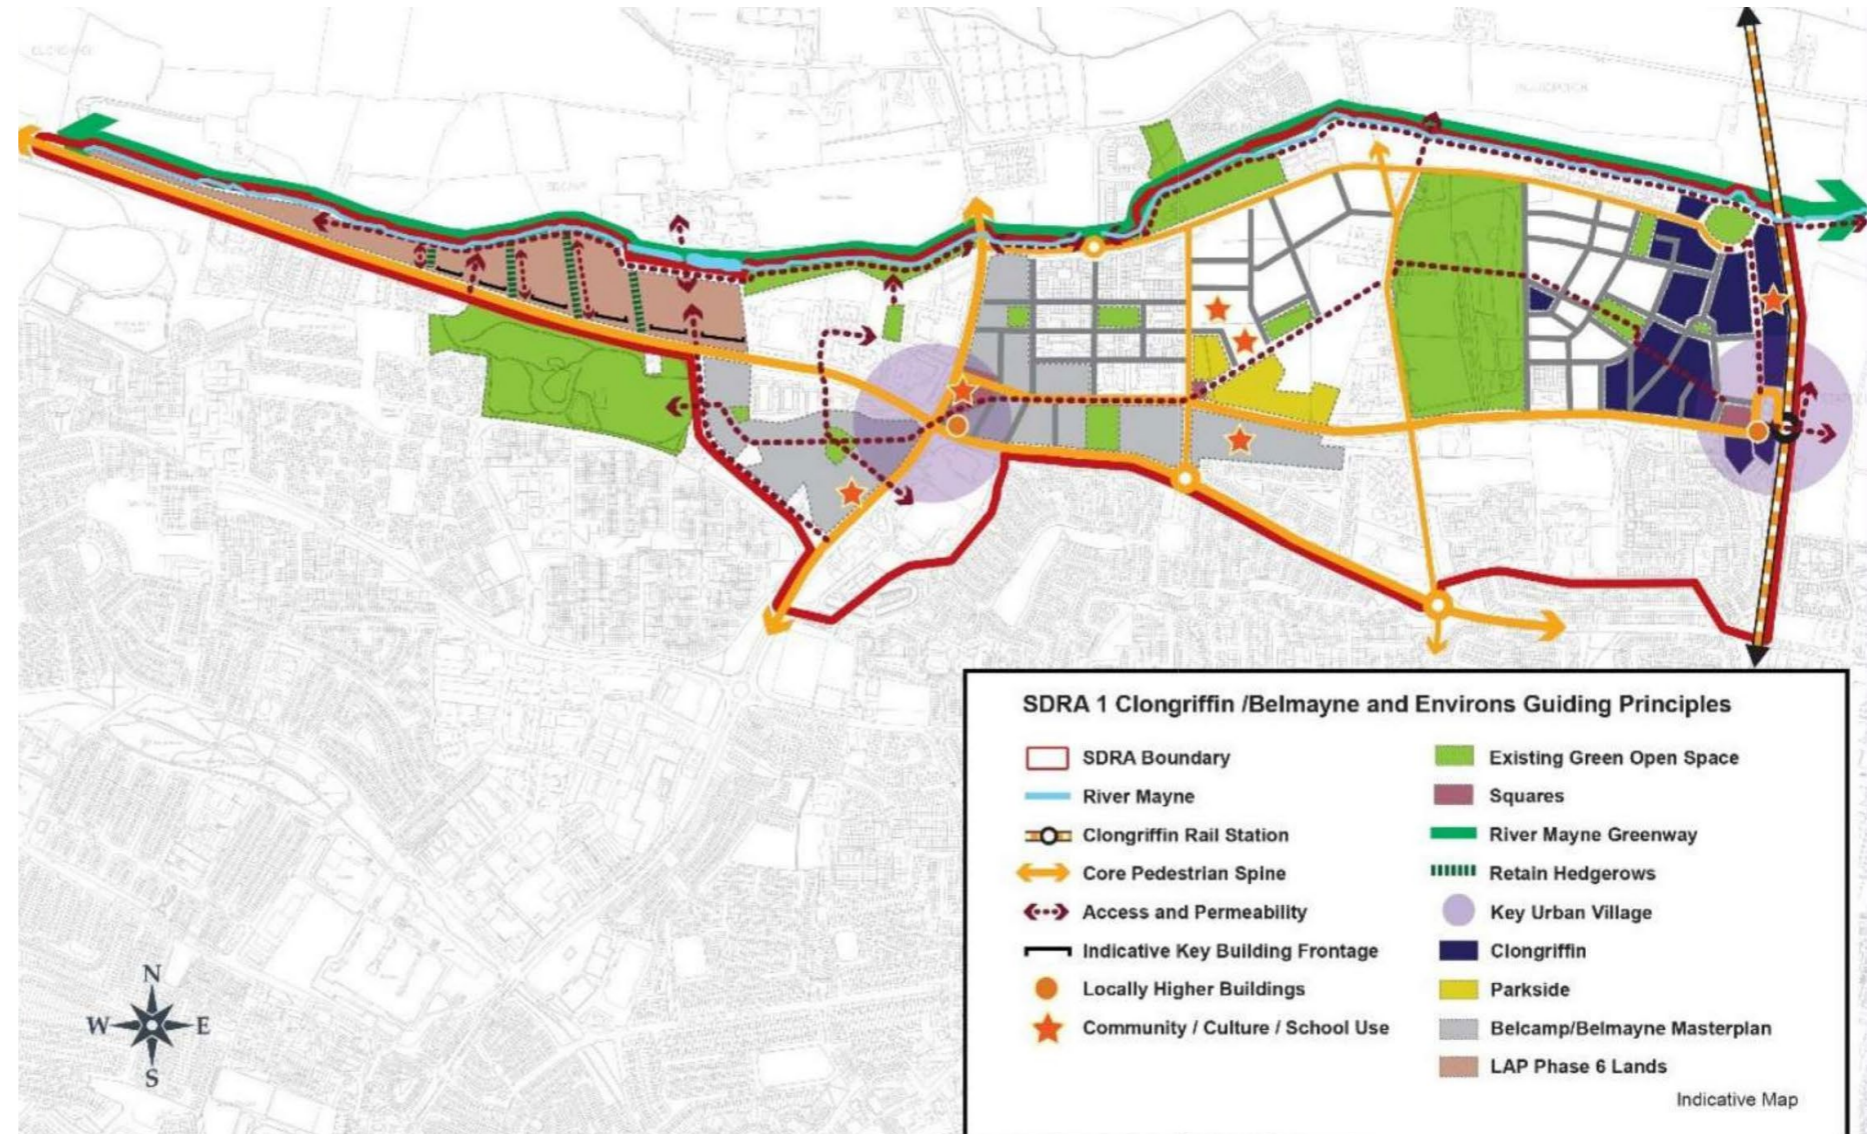 SDRA 1 Clongriffin /Belmayne and Environs Guiding Principles
SDRA Boundary
River Mayne
Clongriffin Rail Station
Core Pedestrian Spine
Access and Permeability
Indicative Key Building Frontage
Locally Higher Buildings
Community / Culture / School Use
Existing Green Open Space
Squares
River Mayne Greenway
Retain Hedgerows
Key Urban Village
Clongriffin
Parkside
Belcamp/Belmayne Masterplan
LAP Phase 6 Lands
Indicative Map
N
W E
S